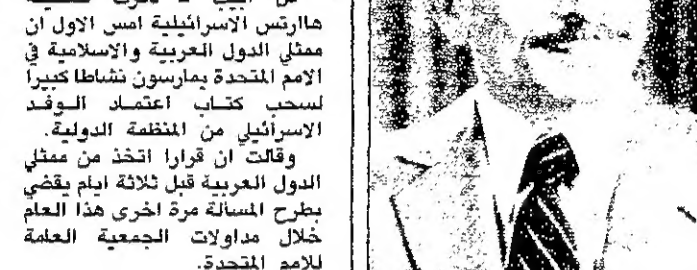 هاارتس الاسرائيلية امس الاول ان
ممثلي الدول العربية والاسلامية في
الامم المتحدة يمارسون نشاطا كبيرا
لسحب كتاب اعتماد الوفد
الاسرائيلي من المنظمة الدولية.
وقالت ان قرارا اتخذ من ممثلي
الدول العربية قبل ثلاثة ايام يقضي
بطرح المسالة مرة اخرى هذا العام
خلال مداولات الجمعية العامة
للامم المتحدة.